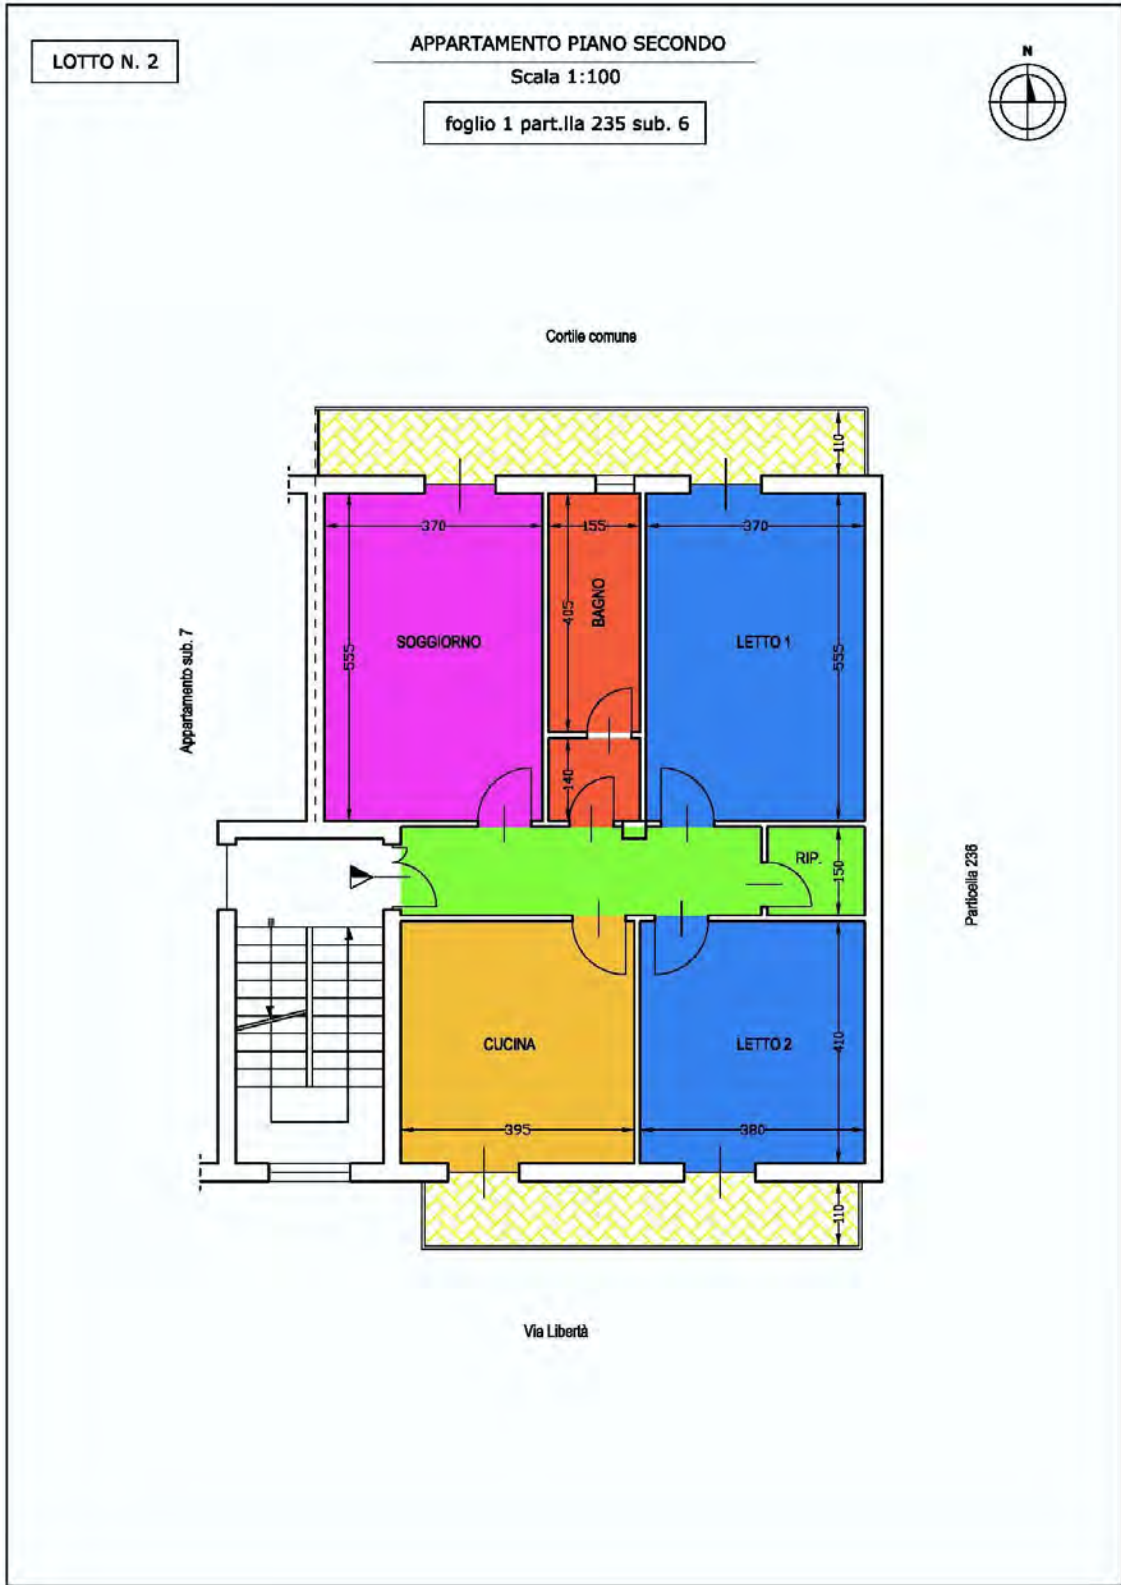 LOTTO N. 2
APPARTAMENTO PIANO SECONDO
Scala 1:100
foglio 1 part.lla 235 sub. 6
N
Cortile comune
110
370
155
370
SOGGIORNO
555
405
BAGNO
LETTO 1
555
Appartamento sub. 7
140
RIP.
150
Particella 236
CUCINA
LETTO 2
410
395
380
110
Via Libertà